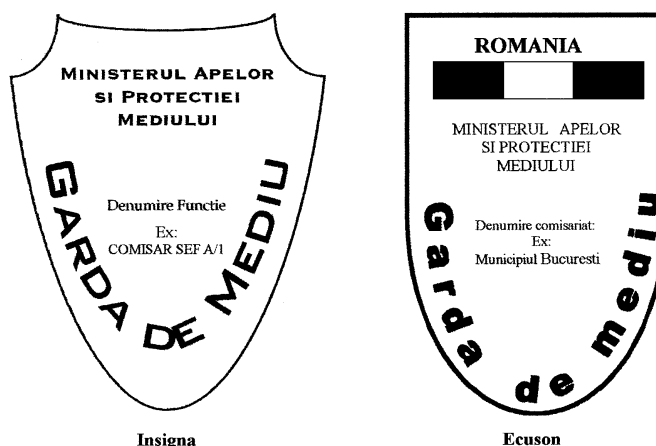 MINISTERUL APELOR
SI PROTECTIEI
MEDIULUI
Denumire Functie
Ex:
COMISAR SEF A/1
GARDA DE MEDIU
Insigna
ROMANIA
MINISTERUL APELOR
SI PROTECTIEI
MEDIULUI
Denumire comisariat:
Ex:
Municipiul Bucuresti
Garda de mediu
Ecuson